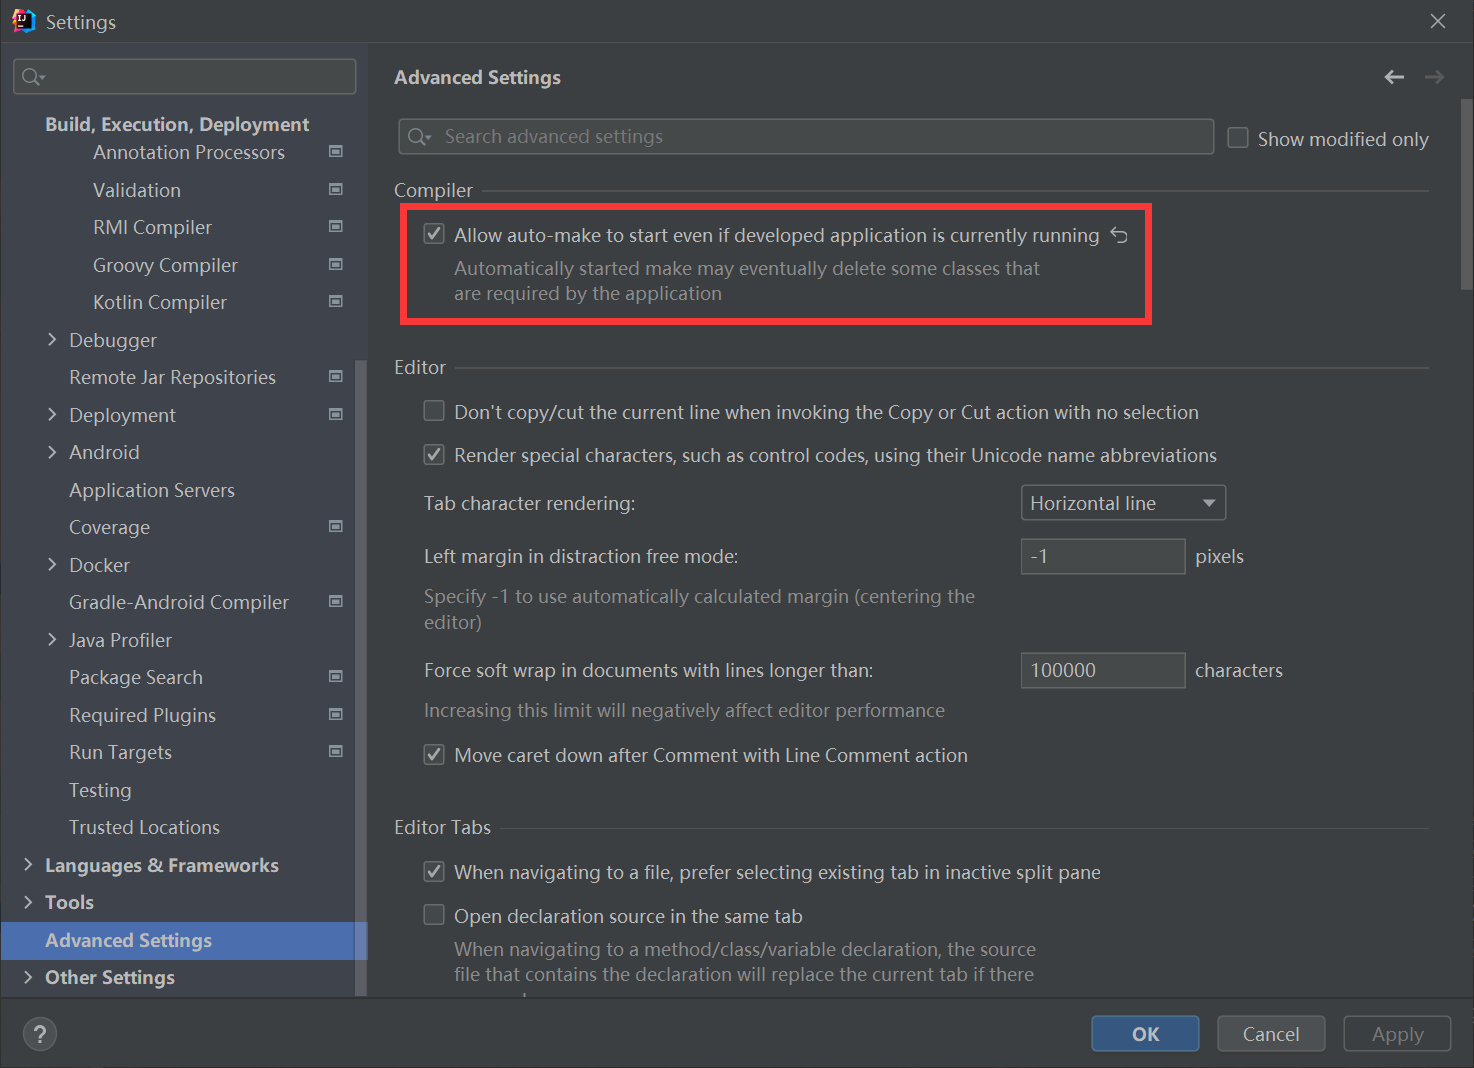 Settings
Advanced Settings
Build, Execution, Deployment
Annotation Processors
Validation
RMI Compiler
Groovy Compiler
Kotlin Compiler
Debugger
Remote Jar Repositories
Deployment
Android
Application Servers
Coverage
Docker
Gradle-Android Compiler
Java Profiler
Package Search
Required Plugins
Run Targets
Testing
Trusted Locations
Languages & Frameworks
Tools
Advanced Settings
Other Settings
Search advanced settings
Show modified only
Compiler
Allow auto-make to start even if developed application is currently running
Automatically started make may eventually delete some classes that
are required by the application
Editor
Don't copy/cut the current line when invoking the Copy or Cut action with no selection
Render special characters, such as control codes, using their Unicode name abbreviations
Tab character rendering:
Horizontal line
Left margin in distraction free mode:
-1
pixels
Specify -1 to use automatically calculated margin (centering the
editor)
Force soft wrap in documents with lines longer than:
100000
characters
Increasing this limit will negatively affect editor performance
Move caret down after Comment with Line Comment action
Editor Tabs
When navigating to a file, prefer selecting existing tab in inactive split pane
Open declaration source in the same tab
When navigating to a method/class/variable declaration, the source
file that contains the declaration will replace the current tab if there
?
OK
Cancel
Apply